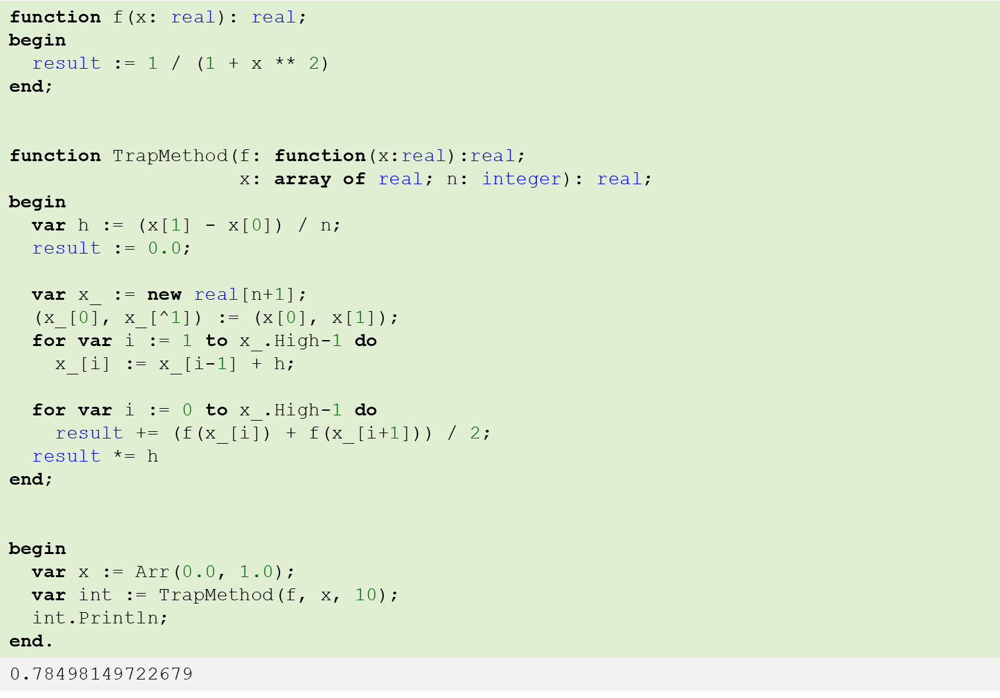 function f(x: real): real;
begin
  result := 1 / (1 + x ** 2)
end;
function TrapMethod(f: function(x:real):real;
                    x: array of real; n: integer): real;
begin
  var h := (x[1] - x[0]) / n;
  result := 0.0;
  var x_ := new real[n+1];
  (x_[0], x_[^1]) := (x[0], x[1]);
  for var i := 1 to x_.High-1 do
    x_[i] := x_[i-1] + h;
  for var i := 0 to x_.High-1 do
    result += (f(x_[i]) + f(x_[i+1])) / 2;
  result *= h
end;
begin
  var x := Arr(0.0, 1.0);
  var int := TrapMethod(f, x, 10);
  int.Println;
end.
0.78498149722679